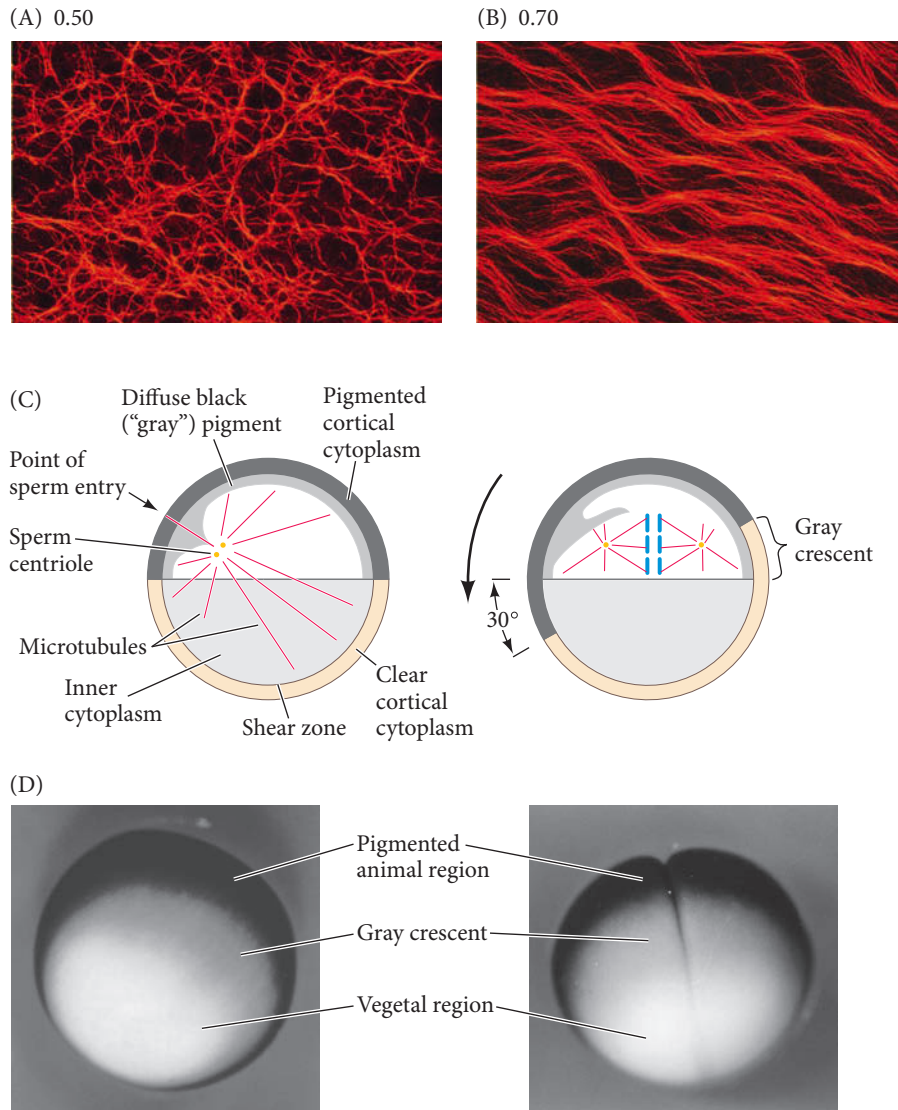 (A) 0.50
(B) 0.70
(C)
Diffuse black
(“gray”) pigment
Pigmented
cortical
cytoplasm
Point of
sperm entry
Sperm
centriole
Microtubules
Inner
cytoplasm
Shear zone
Clear
cortical
cytoplasm
30°
Gray
crescent
(D)
Pigmented
animal region
Gray crescent
Vegetal region